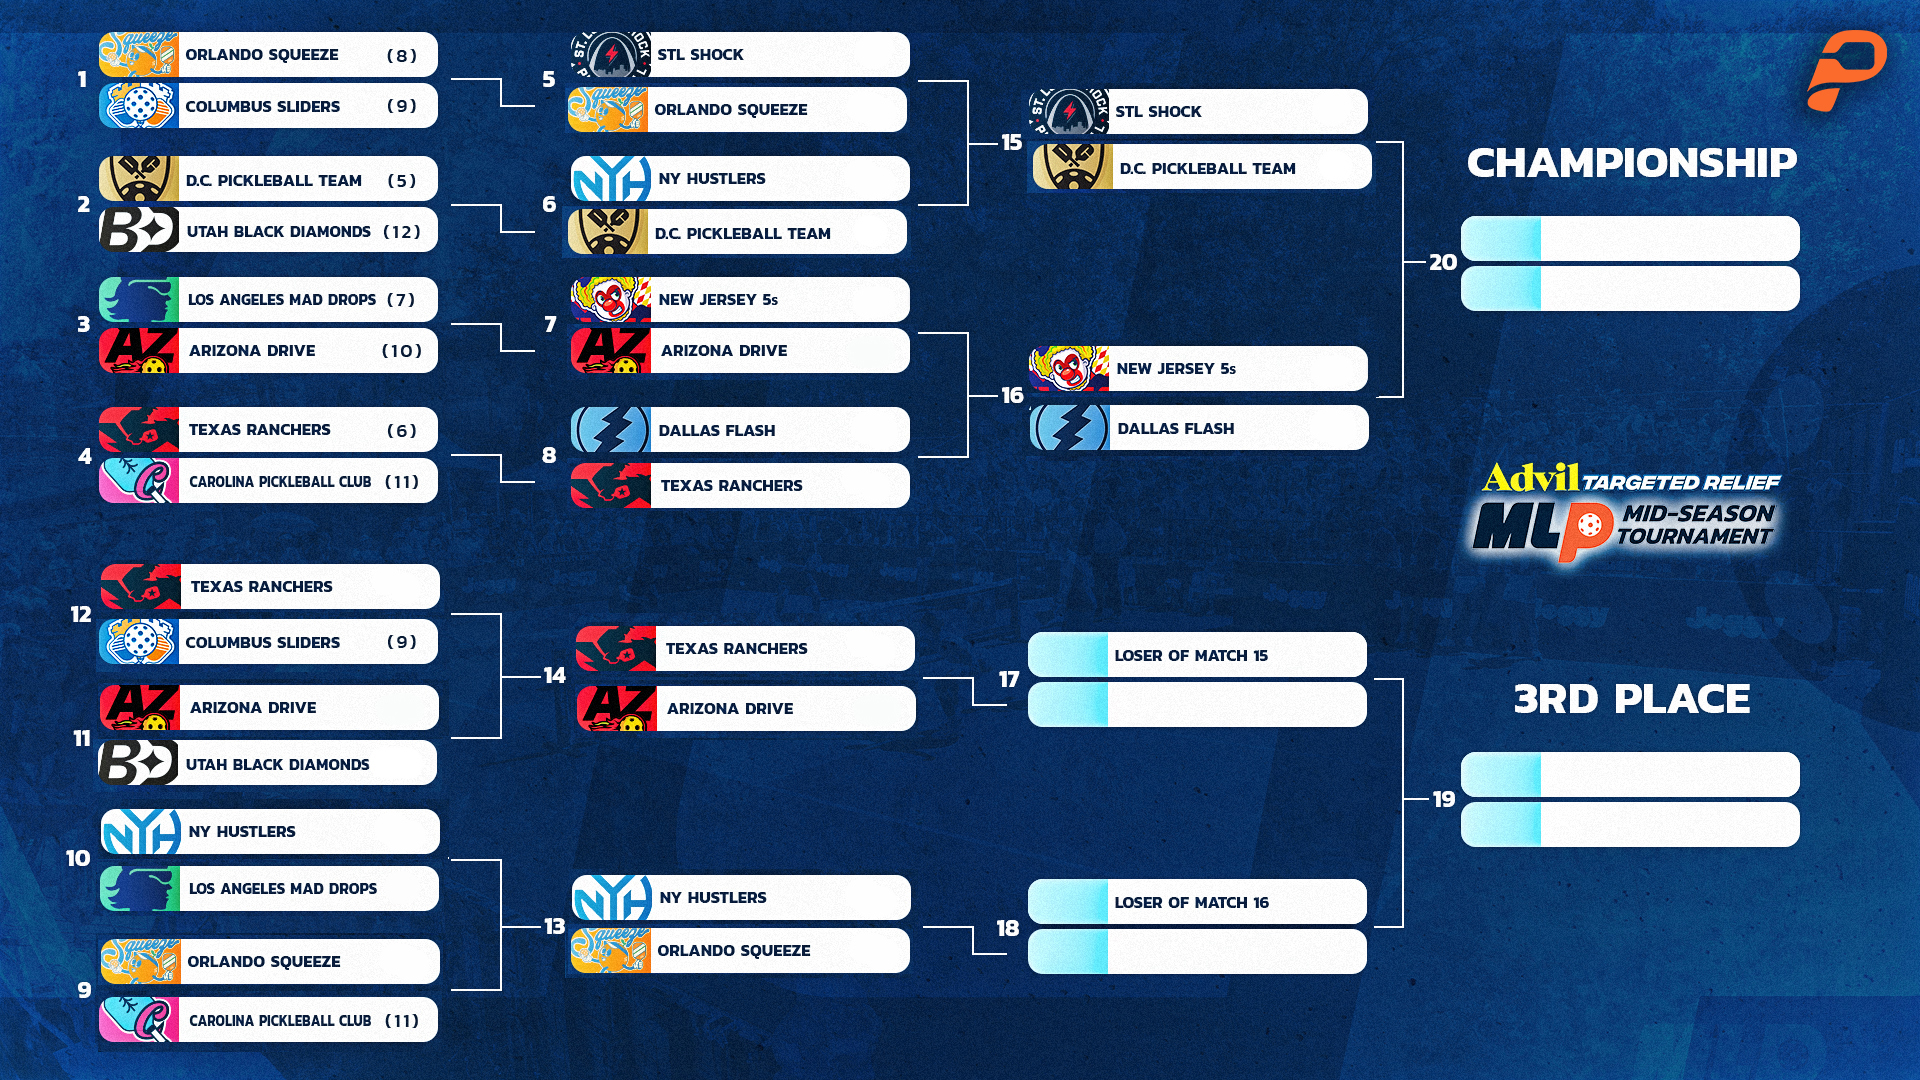 1
ORLANDO SQUEEZE (8)
COLUMBUS SLIDERS (9)
2
D.C. PICKLEBALL TEAM (5)
UTAH BLACK DIAMONDS (12)
3
LOS ANGELES MAD DROPS (7)
ARIZONA DRIVE (10)
4
TEXAS RANCHERS (6)
CAROLINA PICKLEBALL CLUB (11)
5
STL SHOCK
ORLANDO SQUEEZE
6
NY HUSTLERS
D.C. PICKLEBALL TEAM
7
NEW JERSEY 5s
ARIZONA DRIVE
8
DALLAS FLASH
TEXAS RANCHERS
15
STL SHOCK
D.C. PICKLEBALL TEAM
16
NEW JERSEY 5s
DALLAS FLASH
CHAMPIONSHIP
20
Advil TARGETED RELIEF
MLP MID-SEASON
TOURNAMENT
12
TEXAS RANCHERS
COLUMBUS SLIDERS (9)
11
ARIZONA DRIVE
UTAH BLACK DIAMONDS
10
NY HUSTLERS
LOS ANGELES MAD DROPS
9
ORLANDO SQUEEZE
CAROLINA PICKLEBALL CLUB (11)
14
TEXAS RANCHERS
ARIZONA DRIVE
13
NY HUSTLERS
ORLANDO SQUEEZE
17
LOSER OF MATCH 15
18
LOSER OF MATCH 16
3RD PLACE
19